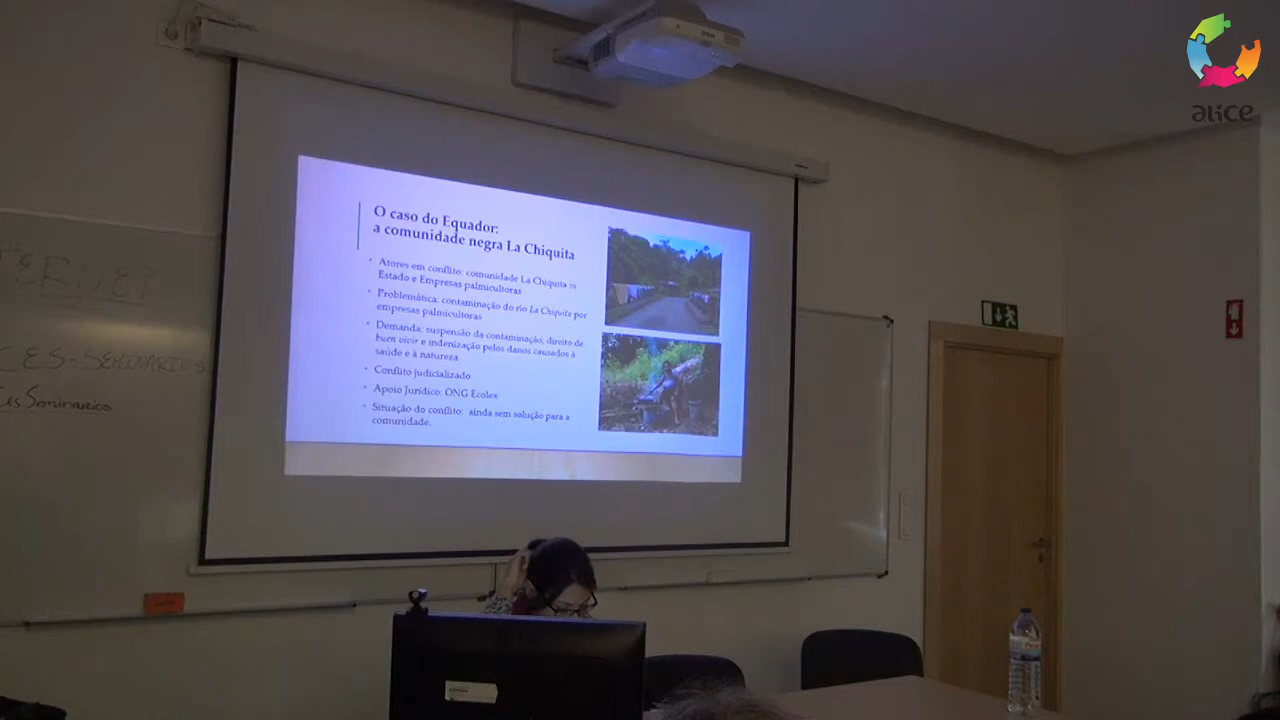 alice
EPSON
O caso do Equador:
a comunidade negra La Chiquita
• Atores em conflito: comunidade La Chiquita vs
Estado e Empresas palmicultoras
• Problemática: contaminação do rio La Chiquita por
empresas palmicultoras
• Demanda: suspensão da contaminação, direito de
buen vivir e indenização pelos danos causados à
saúde e à natureza
• Conflito judicializado
• Apoio Jurídico: ONG Ecolex
• Situação do conflito: ainda sem solução para a
comunidade.
CES-SEMINARIOS
CesSeminarios